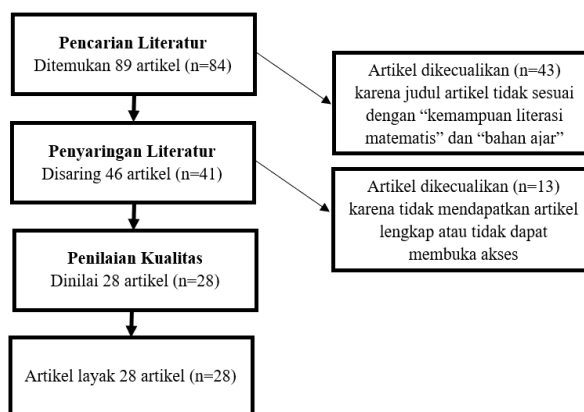 Pencarian Literatur
Ditemukan 89 artikel (n=84)
Artikel dikecualikan (n=43)
karena judul artikel tidak sesuai
dengan “kemampuan literasi
matematis” dan “bahan ajar”
Penyaringan Literatur
Disaring 46 artikel (n=41)
Artikel dikecualikan (n=13)
karena tidak mendapatkan artikel
lengkap atau tidak dapat
membuka akses
Penilaian Kualitas
Dinilai 28 artikel (n=28)
Artikel layak 28 artikel (n=28)